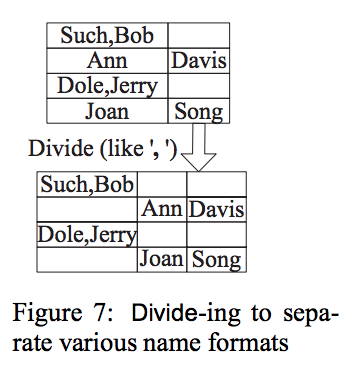 Such,Bob
Ann Davis
Dole,Jerry
Joan Song
Divide (like ', ')
Such,Bob
Ann Davis
Dole,Jerry
Joan Song
Figure 7: Divide-ing to sepa-
rate various name formats